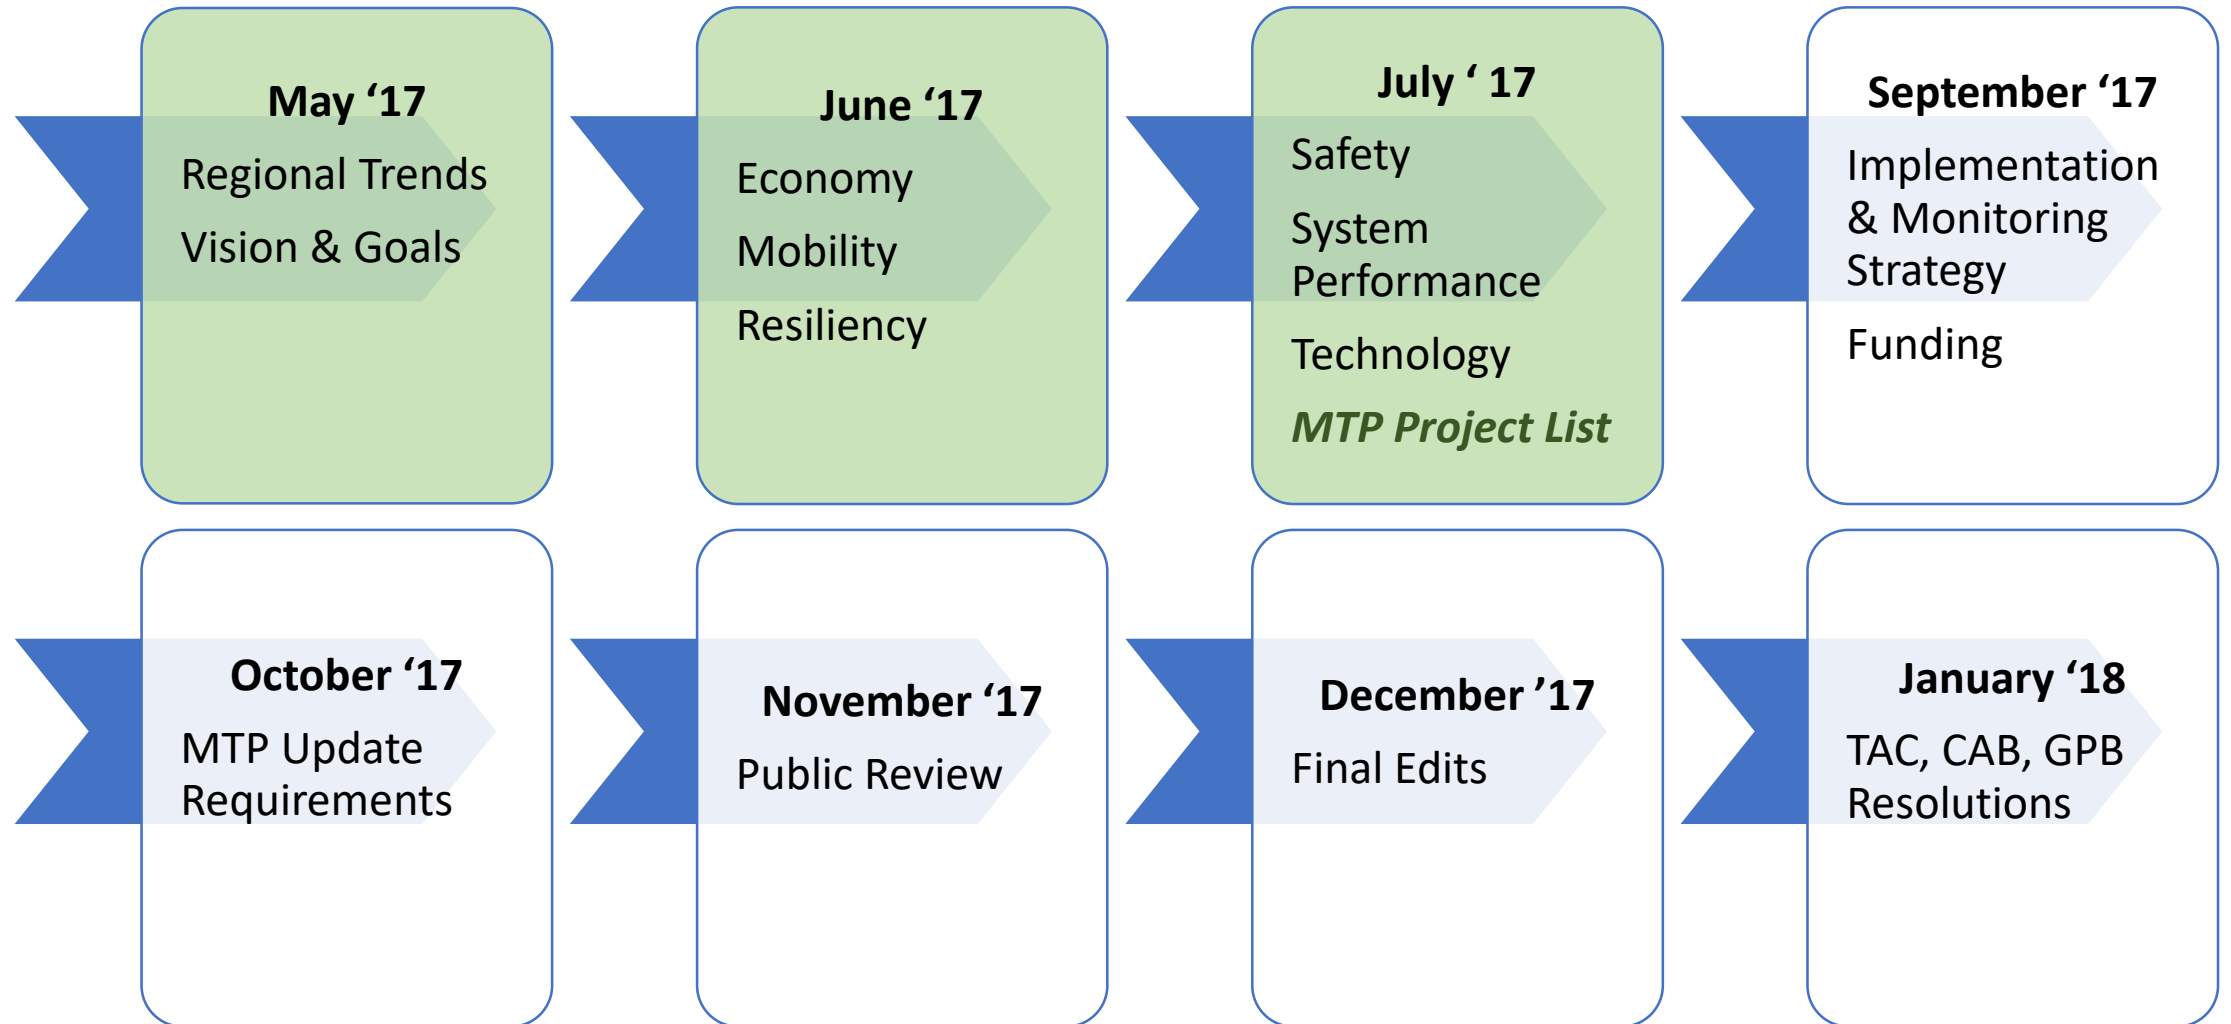 May ‘17
Regional Trends
Vision & Goals
June ‘17
Economy
Mobility
Resiliency
July ‘ 17
Safety
System
Performance
Technology
MTP Project List
September ‘17
Implementation
& Monitoring
Strategy
Funding
October ‘17
MTP Update
Requirements
November ‘17
Public Review
December ’17
Final Edits
January ‘18
TAC, CAB, GPB
Resolutions